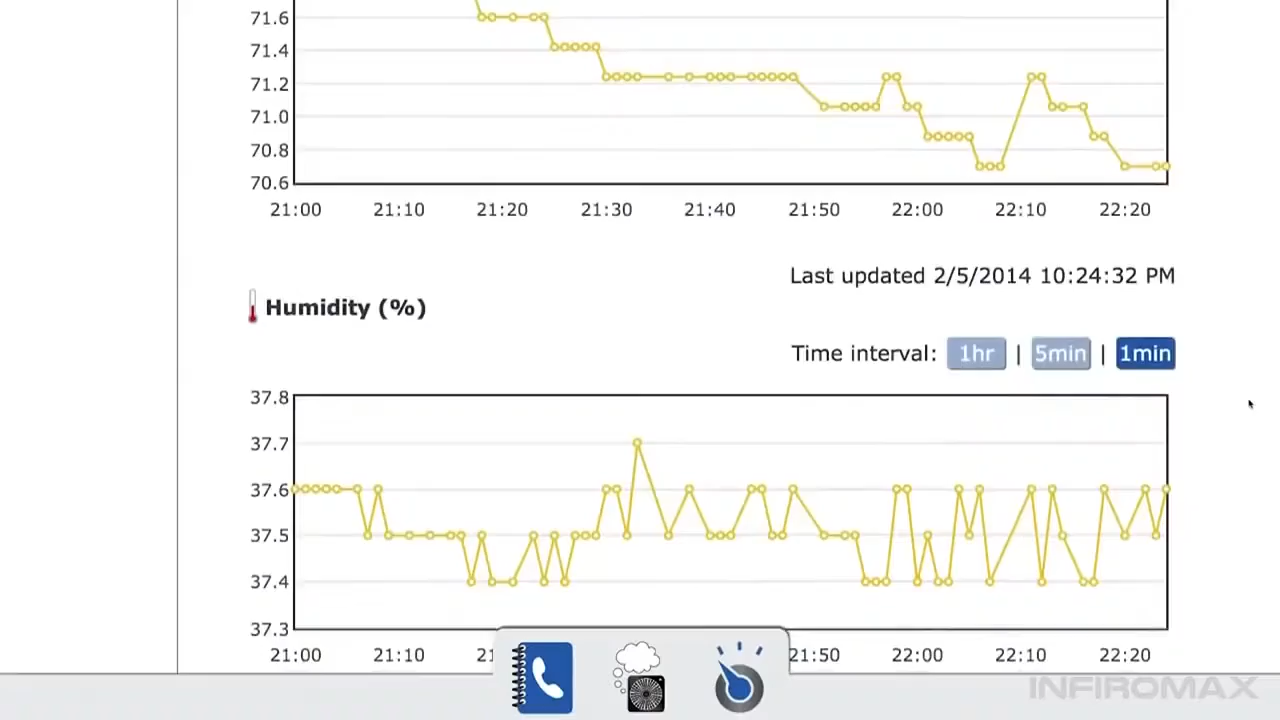 71.6
71.4
71.2
71.0
70.8
70.6
21:00 21:10 21:20 21:30 21:40 21:50 22:00 22:10 22:20
Last updated 2/5/2014 10:24:32 PM
Humidity (%)
Time interval: 1hr | 5min | 1min
37.8
37.7
37.6
37.5
37.4
37.3
21:00 21:10 21:50 22:00 22:10 22:20
INFIROMAX